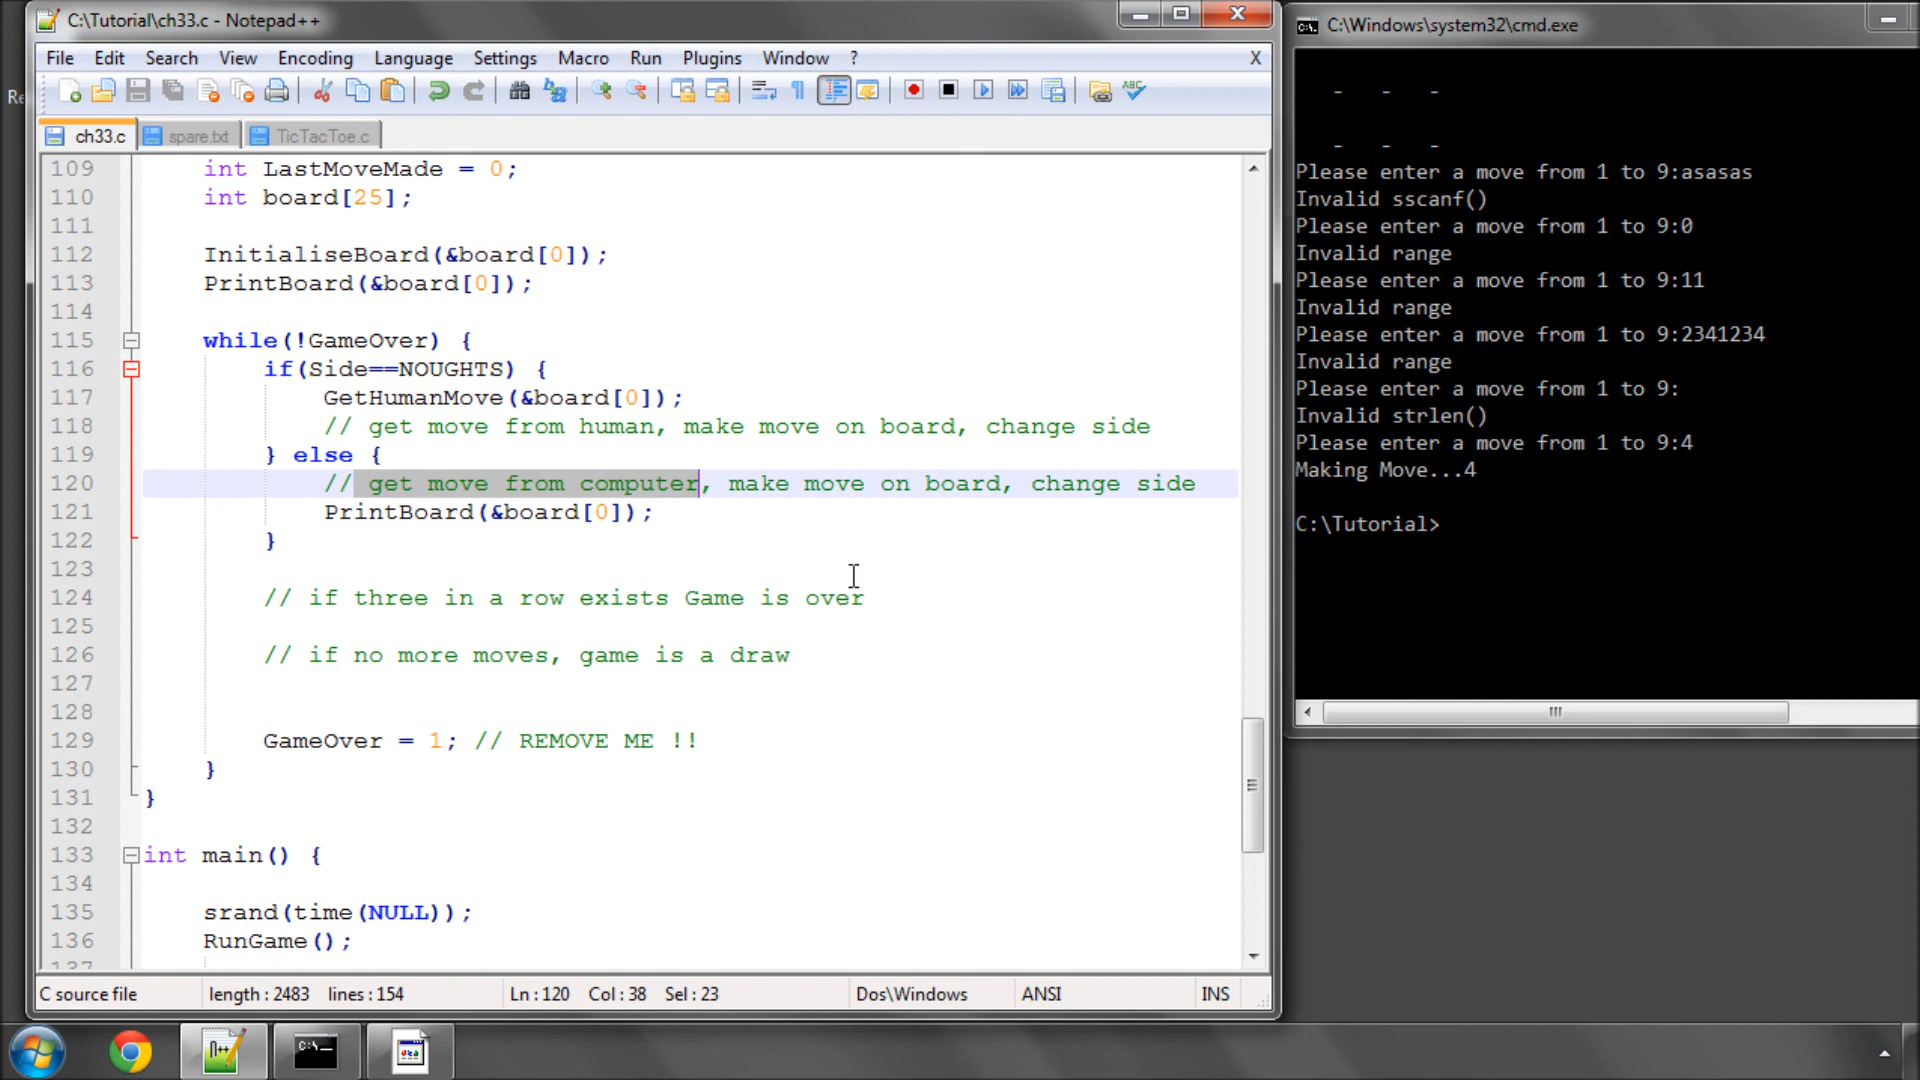 C:\Tutorial\ch33.c - Notepad++
File Edit Search View Encoding Language Settings Macro Run Plugins Window ? X
ch33.c spare.txt TicTacToe.c
109 int LastMoveMade = 0;
110 int board[25];
111
112 InitialiseBoard(&board[0]);
113 PrintBoard(&board[0]);
114
115 while(!GameOver) {
116 if(Side==NOUGHTS) {
117 GetHumanMove(&board[0]);
118 // get move from human, make move on board, change side
119 } else {
120 // get move from computer, make move on board, change side
121 PrintBoard(&board[0]);
122 }
123
124 // if three in a row exists Game is over
125
126 // if no more moves, game is a draw
127
128
129 GameOver = 1; // REMOVE ME !!
130 }
131 }
132
133 int main() {
134
135 srand(time(NULL));
136 RunGame();
137
C source file length : 2483 lines : 154 Ln : 120 Col : 38 Sel : 23 Dos\Windows ANSI INS
C:\Windows\system32\cmd.exe
- - -
- - -
Please enter a move from 1 to 9:asasas
Invalid sscanf()
Please enter a move from 1 to 9:0
Invalid range
Please enter a move from 1 to 9:11
Invalid range
Please enter a move from 1 to 9:2341234
Invalid range
Please enter a move from 1 to 9:
Invalid strlen()
Please enter a move from 1 to 9:4
Making Move...4
C:\Tutorial>